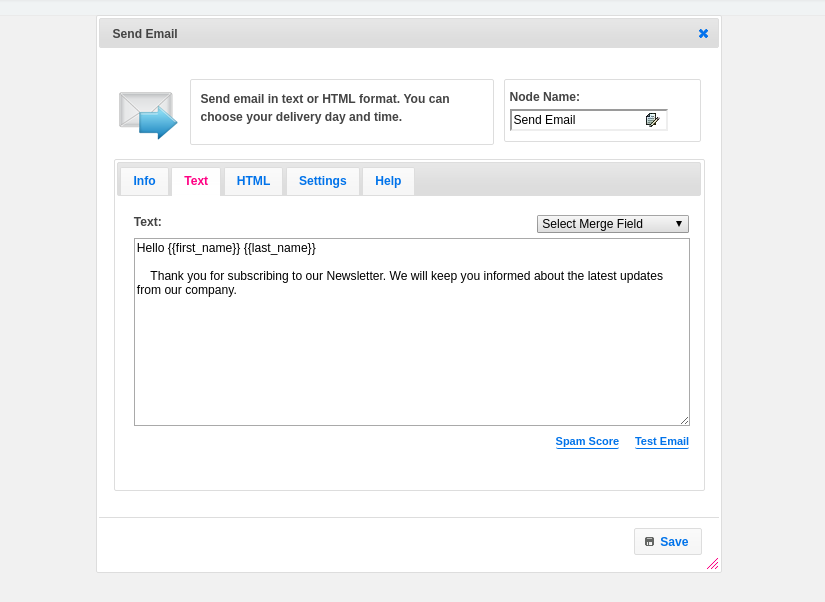 Send Email
Send email in text or HTML format. You can
choose your delivery day and time.
Node Name:
Send Email
Info Text HTML Settings Help
Text:
Select Merge Field
Hello {{first_name}} {{last_name}}
Thank you for subscribing to our Newsletter. We will keep you informed about the latest updates
from our company.
Spam Score Test Email
Save